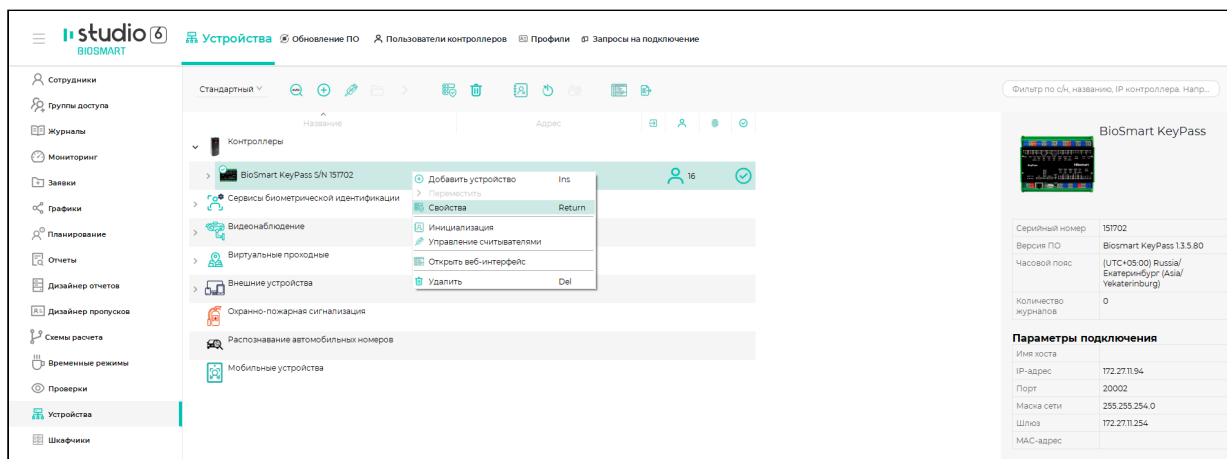 studio 6
BIOSMART
Устройства Обновление ПО Пользователи контроллеров Профили Запросы на подключение
Сотрудники
Группы доступа
Журналы
Мониторинг
Заявки
Графики
Планирование
Отчеты
Дизайнер отчетов
Дизайнер пропусков
Схемы расчета
Временные режимы
Проверки
Устройства
Шкафчики
Стандартный
Название Адрес
Контроллеры
BioSmart KeyPass S/N 151702 16
Сервисы биометрической идентификации
Видеонаблюдение
Виртуальные проходные
Внешние устройства
Охранно-пожарная сигнализация
Распознавание автомобильных номеров
Мобильные устройства
Добавить устройство Ins
Переместить
Свойства Return
Инициализация
Управление считывателями
Открыть веб-интерфейс
Удалить Del
Фильтр по с/н, названию, IP контроллера. Напр...
BioSmart KeyPass
Серийный номер 151702
Версия ПО Biosmart KeyPass 1.3.5.80
Часовой пояс (UTC+05:00) Russia/
Екатеринбург (Asia/
Yekaterinburg)
Количество 0
журналов
Параметры подключения
Имя хоста
IP-адрес 172.27.11.94
Порт 20002
Маска сети 255.255.254.0
Шлюз 172.27.11.254
MAC-адрес